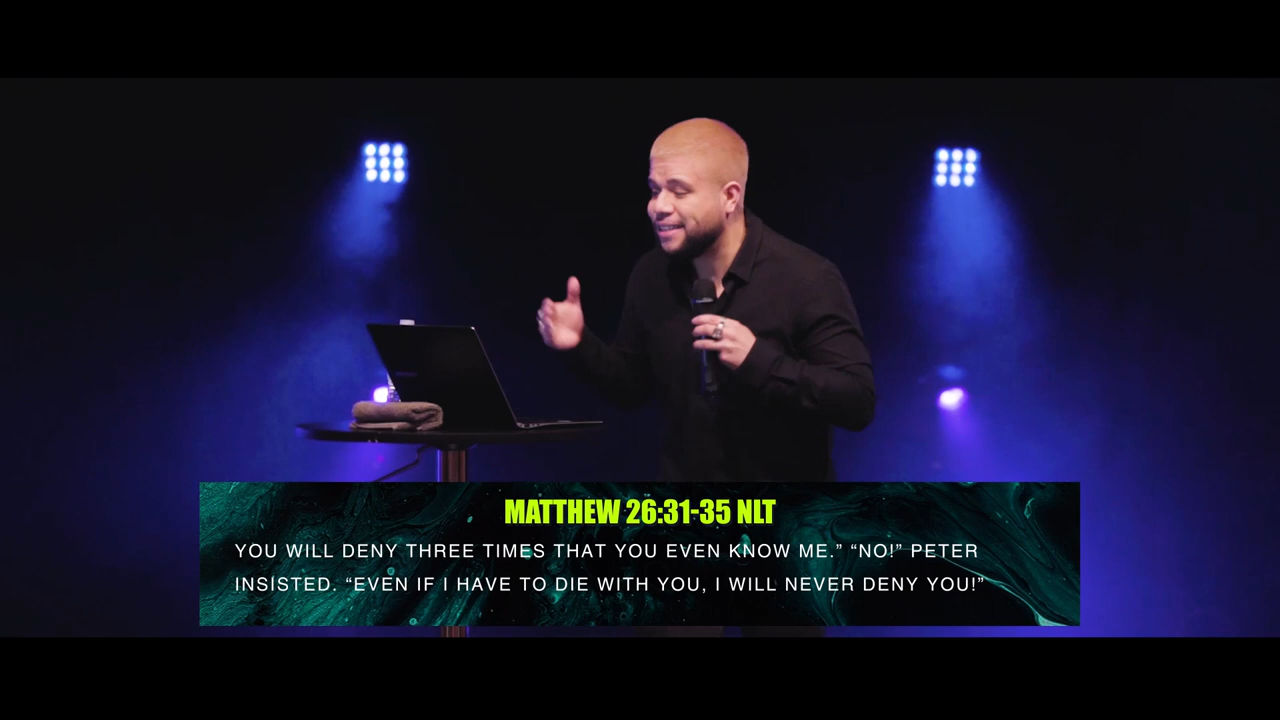 MATTHEW 26:31-35 NLT
YOU WILL DENY THREE TIMES THAT YOU EVEN KNOW ME.” “NO!” PETER
INSISTED. “EVEN IF I HAVE TO DIE WITH YOU, I WILL NEVER DENY YOU!”